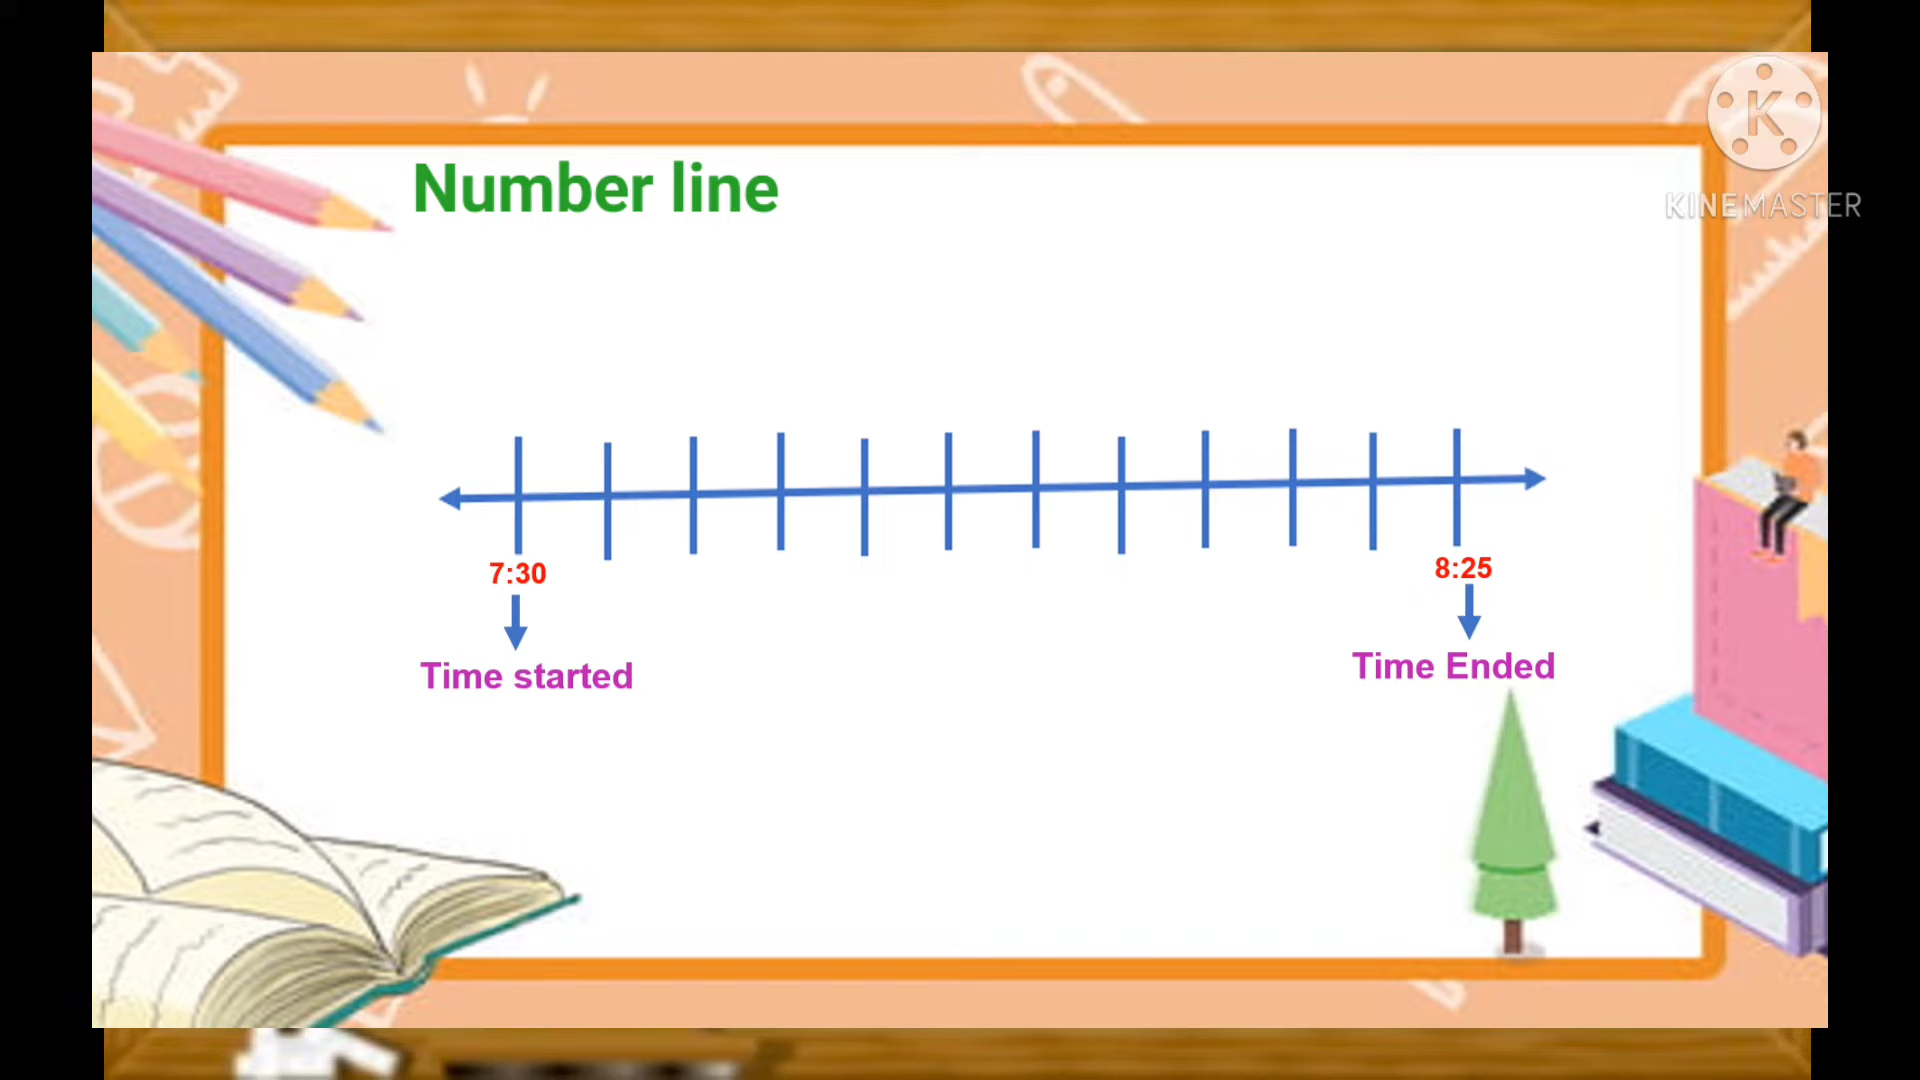 Number line
K
KINEMASTER
7:30
8:25
Time started
Time Ended